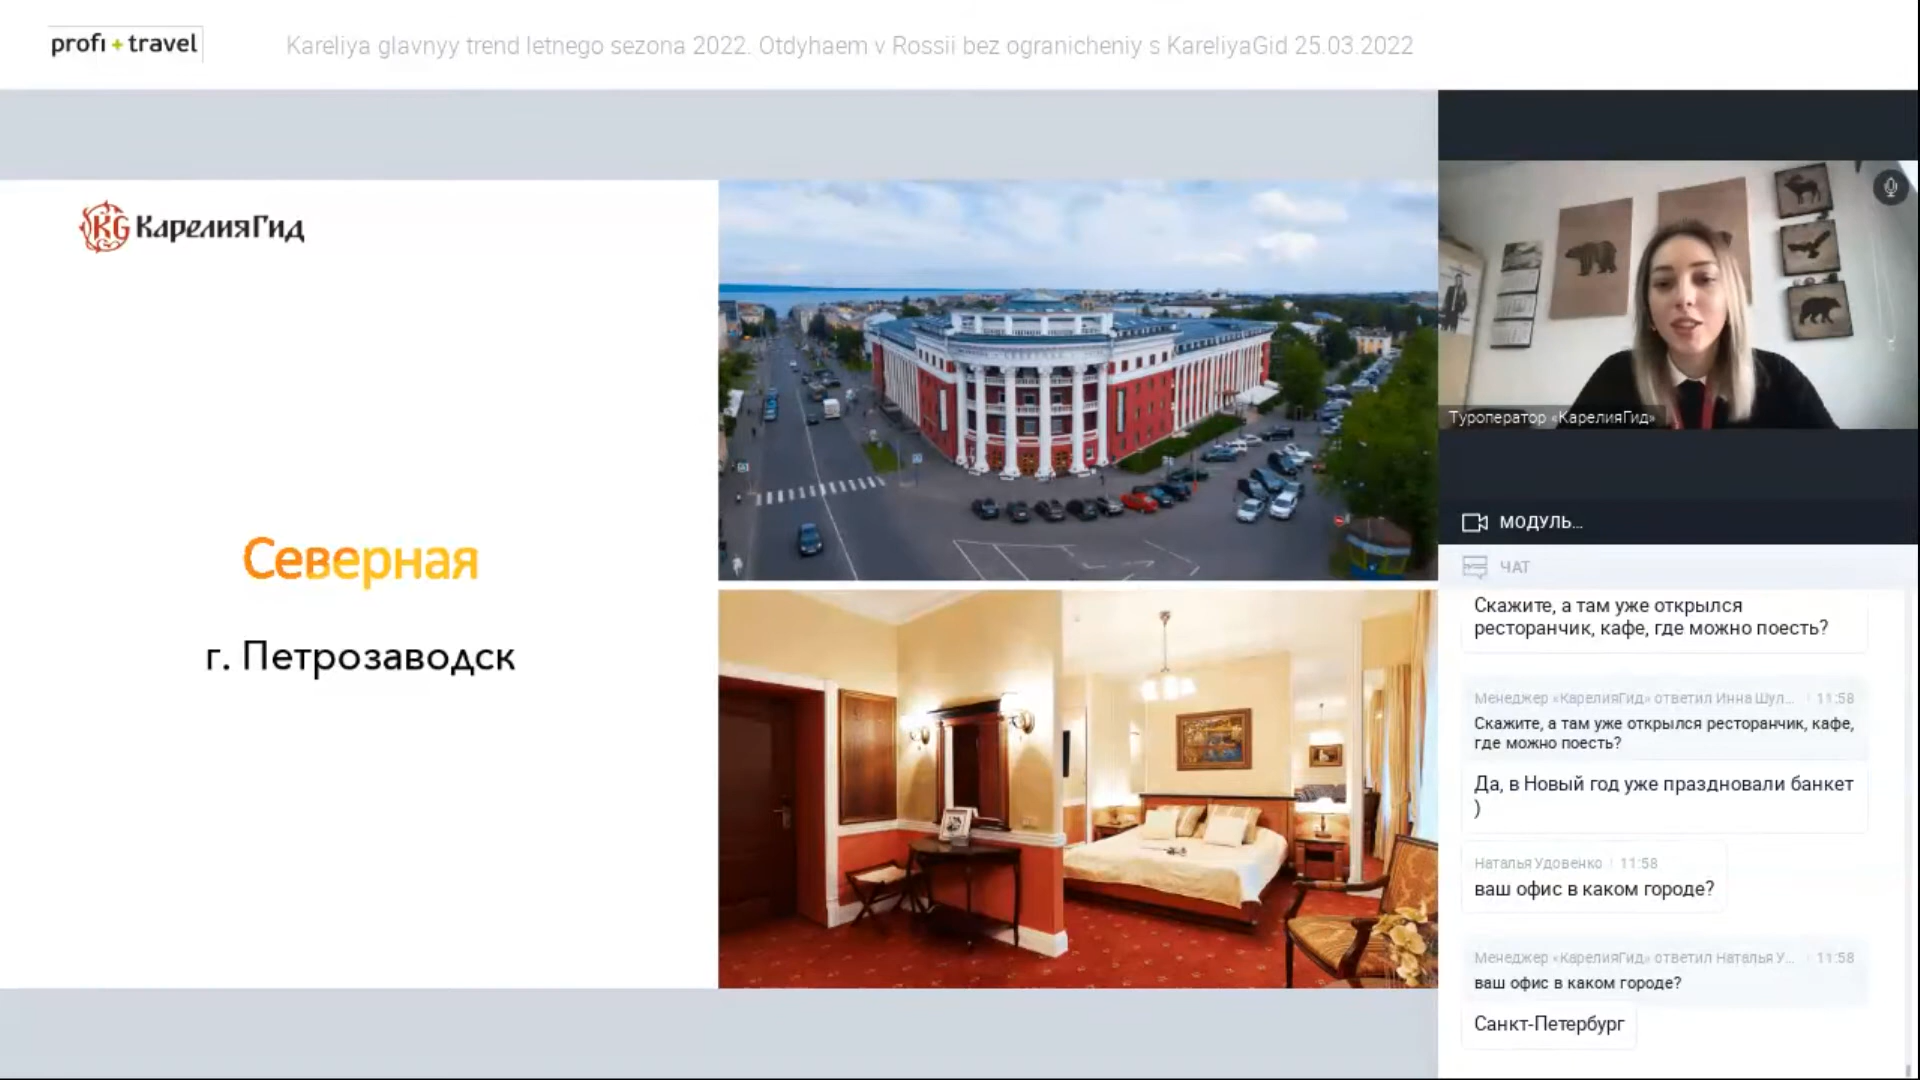 profi + travel
Kareliya glavnyy trend letnego sezona 2022. Otdyhaem v Rossii bez ogranicheniy s KareliyaGid 25.03.2022
KG КарелияГид
Северная
г. Петрозаводск
Туроператор «КарелияГид»
МОДУЛЬ...
ЧАТ
Скажите, а там уже открылся
ресторанчик, кафе, где можно поесть?
Менеджер «КарелияГид» ответил Инна Шул... 11:58
Скажите, а там уже открылся ресторанчик, кафе,
где можно поесть?
Да, в Новый год уже праздновали банкет
)
Наталья Удовенко 11:58
ваш офис в каком городе?
Менеджер «КарелияГид» ответил Наталья У... 11:58
ваш офис в каком городе?
Санкт-Петербург